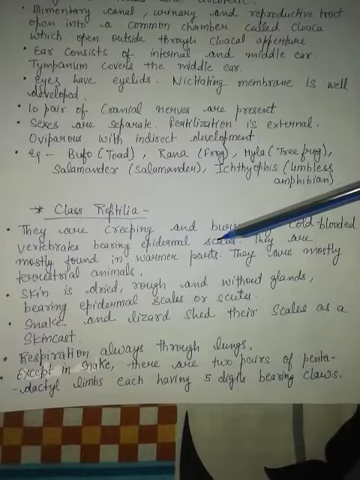 Alimentary canal, urinary and reproductive tract
open into a common chamber called Cloaca
which open outside through cloacal apperture
• Ear consists of internal and middle ear.
Tympanum covers the middle ear.
• Eyes have eyelids. Nictiating membrane is well
developed.
• 10 pair of Cranial nerves are present
• Sexes are separate. Fertilization is external.
Oviparous with indirect development
• Eg - Bufo (Toad), Rana (frog), Hyla (Tree frog),
Salamander (Salamander), Ichthyophis (limbless
amphibian)
* Class Reptilia -
• They are creeping and cold-blooded
vertebrates bearing epidermal scales. They are
mostly found in warmer parts. They are mostly
terrestrial animals.
• Skin is dried, rough and without glands,
bearing epidermal scales or scutes.
• Snake and lizard shed their scales as a
Skincast.
• Respiration always through lungs,
• Except in snake, there are two pairs of penta-
-dactyl limbs each having 5 digits bearing claws.